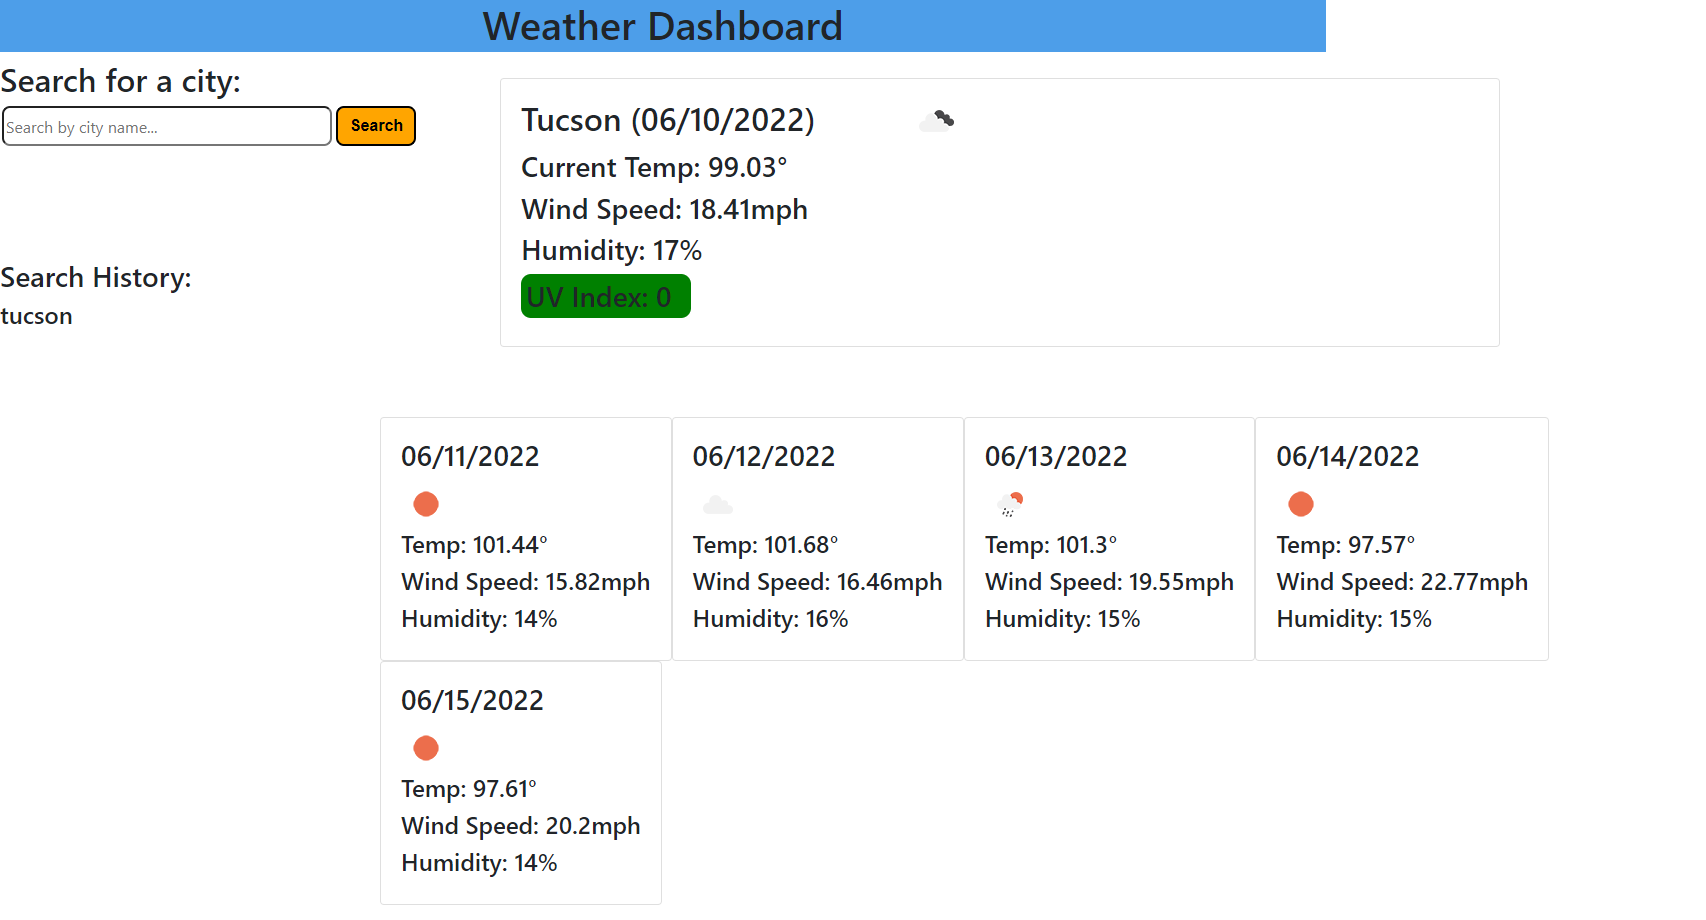 Weather Dashboard
Search for a city:
Search by city name...
Search
Search History:
tucson
Tucson (06/10/2022)
Current Temp: 99.03°
Wind Speed: 18.41mph
Humidity: 17%
UV Index: 0
06/11/2022
Temp: 101.44°
Wind Speed: 15.82mph
Humidity: 14%
06/12/2022
Temp: 101.68°
Wind Speed: 16.46mph
Humidity: 16%
06/13/2022
Temp: 101.3°
Wind Speed: 19.55mph
Humidity: 15%
06/14/2022
Temp: 97.57°
Wind Speed: 22.77mph
Humidity: 15%
06/15/2022
Temp: 97.61°
Wind Speed: 20.2mph
Humidity: 14%